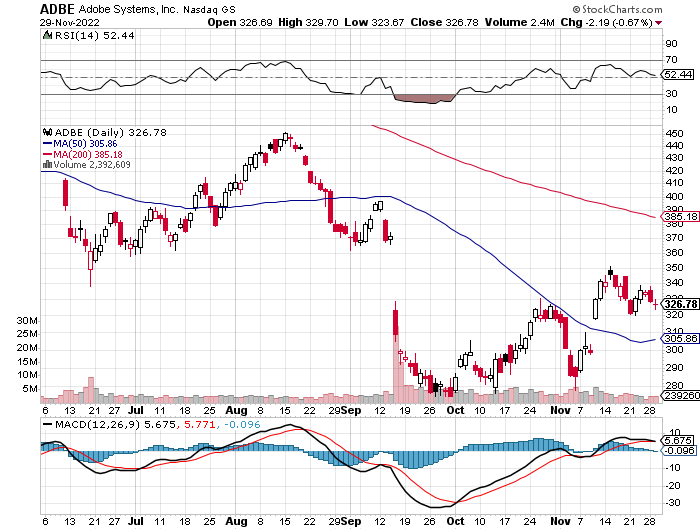 ADBE Adobe Systems, Inc. Nasdaq GS © StockCharts.com
29-Nov-2022 Open 326.69 High 329.70 Low 323.67 Close 326.78 Volume 2.4M Chg -2.19 (-0.67%)
RSI(14) 52.44
90
70
52.44
30
10
ADBE (Daily) 326.78
MA(50) 305.86
MA(200) 385.18
Volume 2,392,609
450
440
430
420
410
400
390
380
385.18
370
360
350
340
330
326.78
320
310
305.86
300
290
280
239260
30M
25M
20M
15M
10M
5M
6 13 21 27 Jul 11 18 25 Aug 8 15 22 Sep 12 19 26 Oct 10 17 24 Nov 7 14 21 28
MACD(12,26,9) 5.675, 5.771, -0.096
10
5.675
-0.096
-10
-20
-30
6 13 21 27 Jul 11 18 25 Aug 8 15 22 Sep 12 19 26 Oct 10 17 24 Nov 7 14 21 28